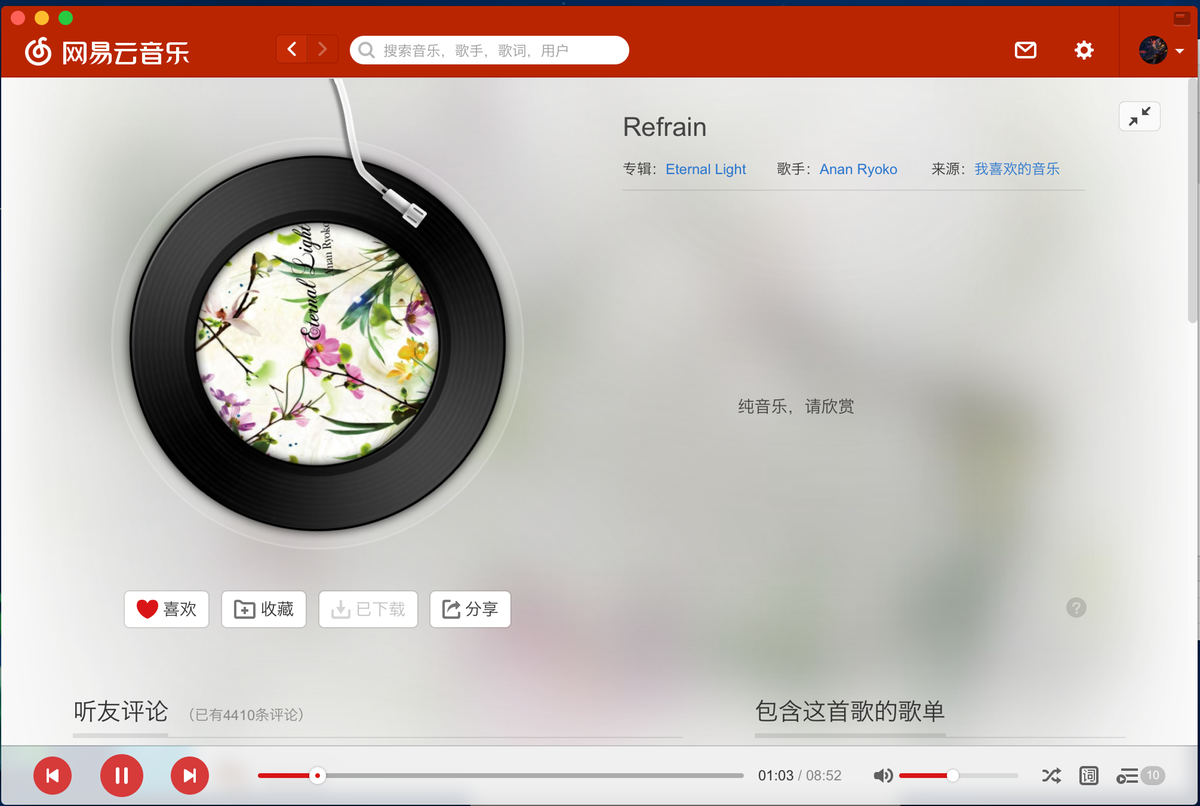 网易云音乐
搜索音乐，歌手，歌词，用户
Refrain
专辑：Eternal Light 歌手：Anan Ryoko 来源：我喜欢的音乐
Eternal Light
Anan Ryoko
纯音乐，请欣赏
喜欢 收藏 已下载 分享
?
听友评论 （已有4410条评论）
包含这首歌的歌单
01:03 / 08:52 词 10